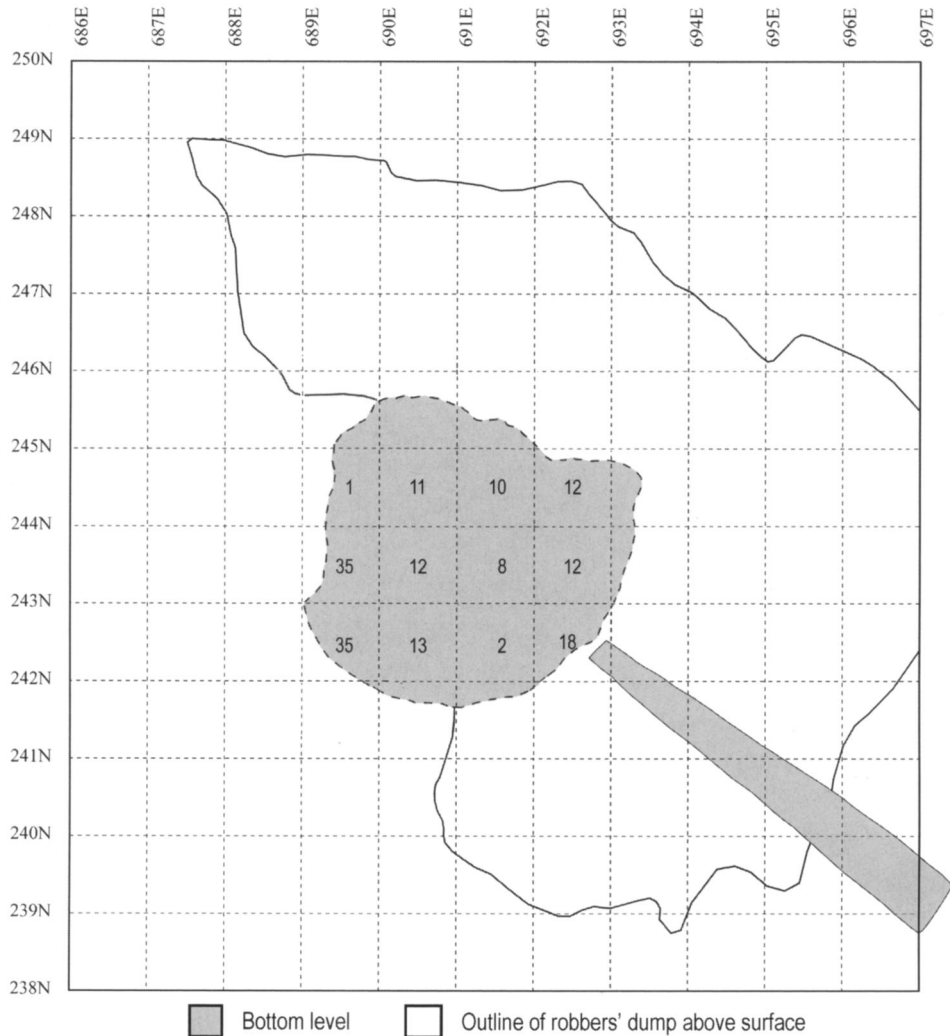 686E 687E 688E 689E 690E 691E 692E 693E 694E 695E 696E 697E
250N
249N
248N
247N
246N
245N
1 11 10 12
244N
35 12 8 12
243N
35 13 2 18
242N
241N
240N
239N
238N
Bottom level Outline of robbers' dump above surface